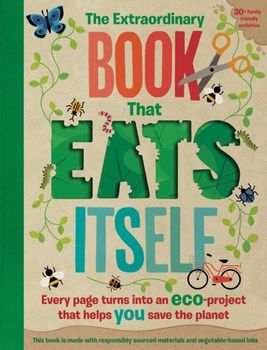 The Extraordinary
BOOK
30+ family
friendly
activities
That
EATS
ITSELF
Every page turns into an eco-project
that helps you save the planet
This book is made with responsibly sourced materials and vegetable-based inks